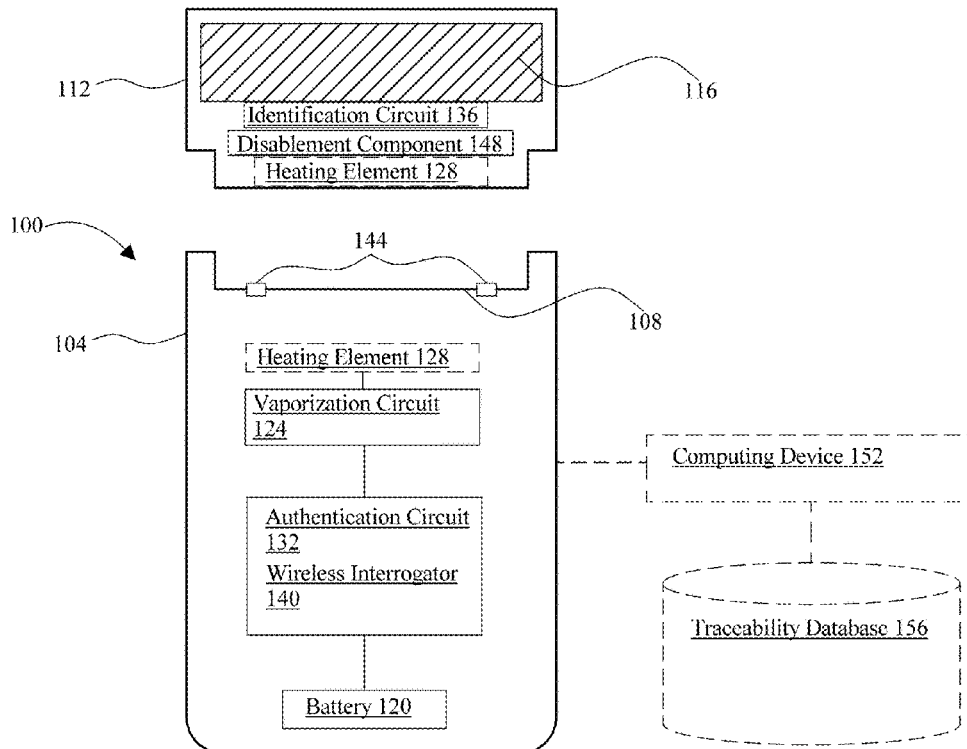 112
116
Identification Circuit 136
Disablement Component 148
Heating Element 128
100
144
108
104
Heating Element 128
Vaporization Circuit
124
Computing Device 152
Authentication Circuit
132
Wireless Interrogator
140
Traceability Database 156
Battery 120